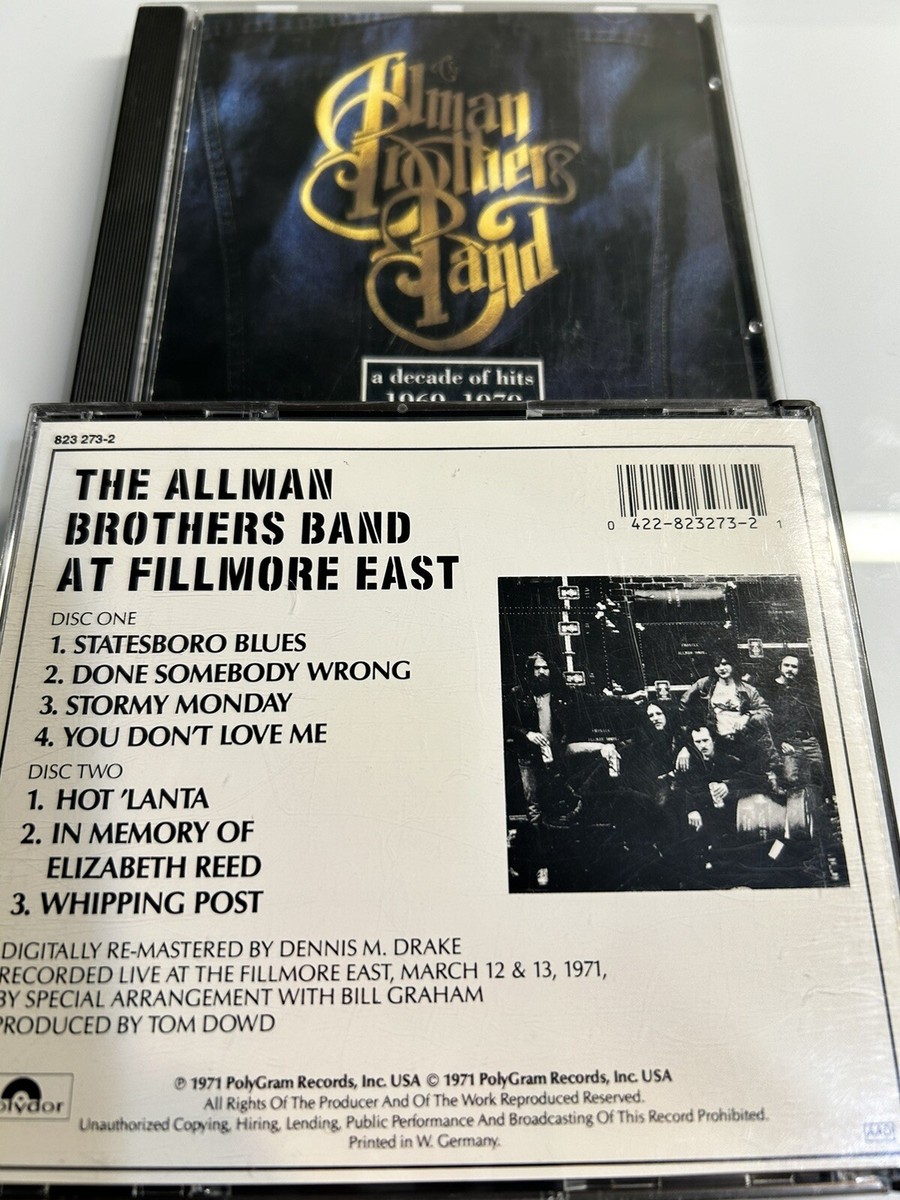 Allman
Brothers
Band
a decade of hits
1969-1979
823 273-2
THE ALLMAN
BROTHERS BAND
AT FILLMORE EAST
0 422-823273-2 1
DISC ONE
1. STATESBORO BLUES
2. DONE SOMEBODY WRONG
3. STORMY MONDAY
4. YOU DON'T LOVE ME
DISC TWO
1. HOT 'LANTA
2. IN MEMORY OF
ELIZABETH REED
3. WHIPPING POST
DIGITALLY RE-MASTERED BY DENNIS M. DRAKE
RECORDED LIVE AT THE FILLMORE EAST, MARCH 12 & 13, 1971,
BY SPECIAL ARRANGEMENT WITH BILL GRAHAM
PRODUCED BY TOM DOWD
℗ 1971 PolyGram Records, Inc. USA © 1971 PolyGram Records, Inc. USA
All Rights Of The Producer And Of The Work Reproduced Reserved.
Unauthorized Copying, Hiring, Lending, Public Performance And Broadcasting Of This Record Prohibited.
Printed in W. Germany.
polydor
AAD